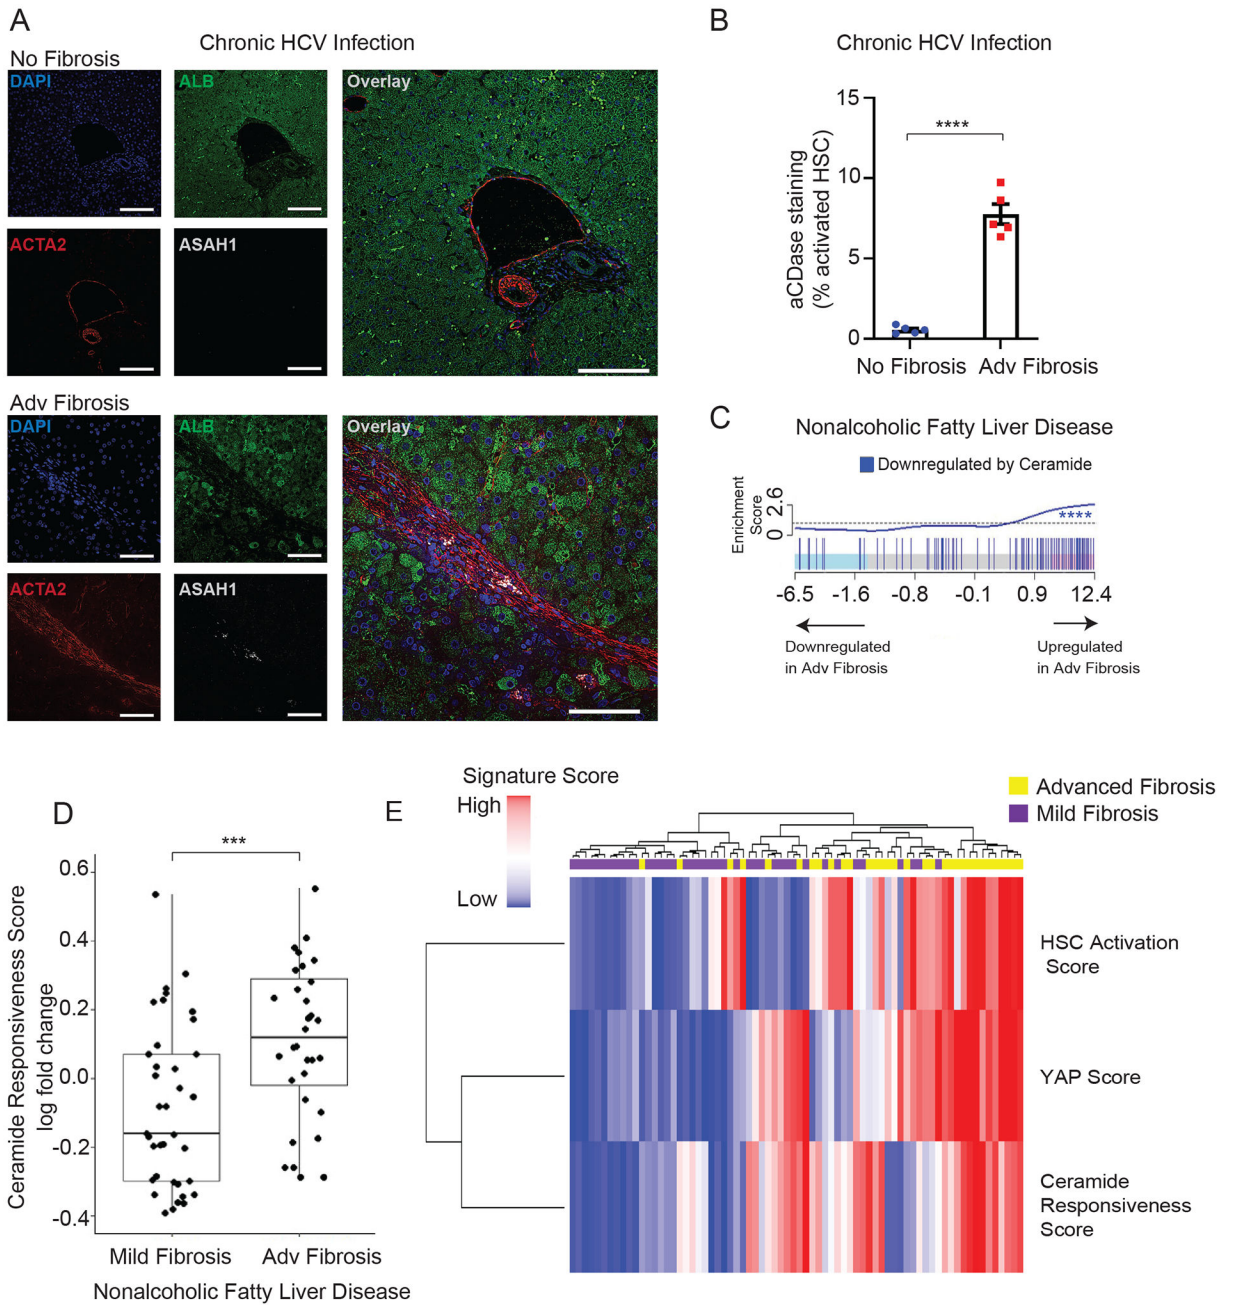 A
Chronic HCV Infection
No Fibrosis
DAPI
ALB
Overlay
ACTA2
ASAH1
Adv Fibrosis
DAPI
ALB
Overlay
ACTA2
ASAH1
B
Chronic HCV Infection
aCDase staining
(% activated HSC)
15
10
5
0
****
No Fibrosis
Adv Fibrosis
C
Nonalcoholic Fatty Liver Disease
Downregulated by Ceramide
Enrichment
Score
2.6
0
****
-6.5 -1.6 -0.8 -0.1 0.9 12.4
Downregulated
in Adv Fibrosis
Upregulated
in Adv Fibrosis
D
Ceramide Responsiveness Score
log fold change
0.6
0.4
0.2
0.0
-0.2
-0.4
***
Mild Fibrosis
Adv Fibrosis
Nonalcoholic Fatty Liver Disease
E
Signature Score
High
Low
Advanced Fibrosis
Mild Fibrosis
HSC Activation
Score
YAP Score
Ceramide
Responsiveness
Score